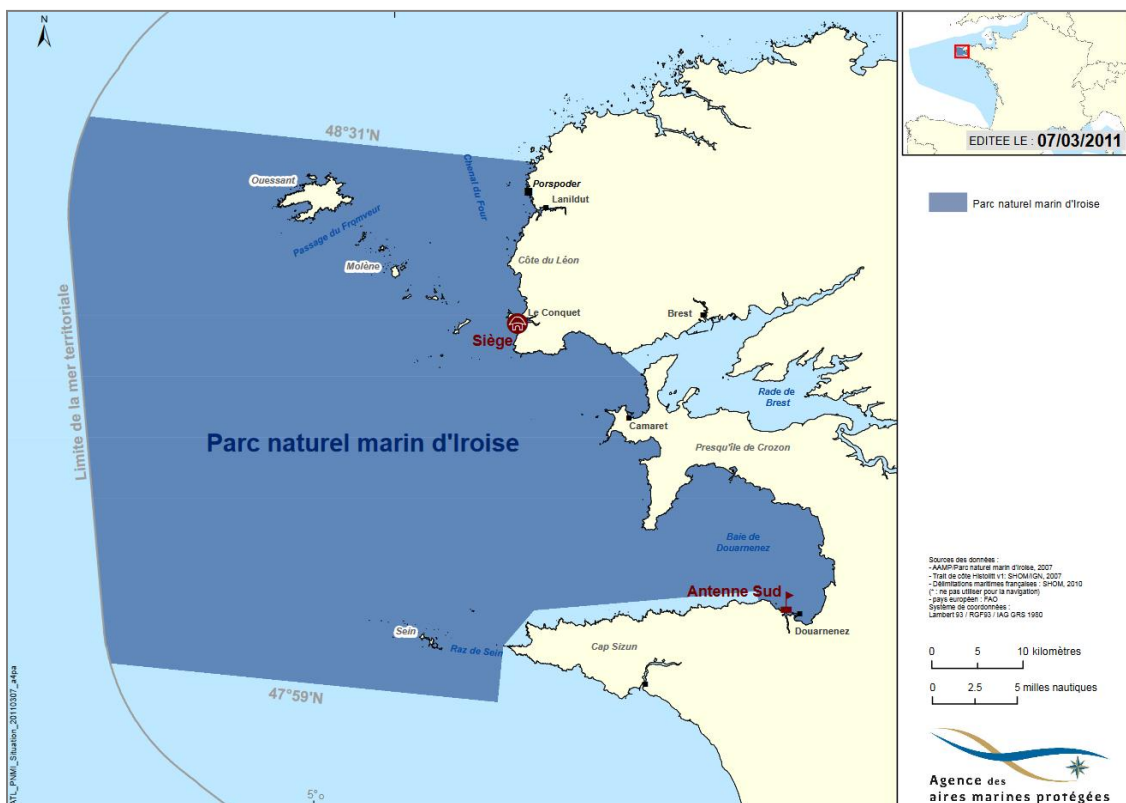 N
48°31'N
Ouessant
Chenal du Four
Porspoder
Lanildut
Passage du Fromveur
Molène
Côte du Léon
Le Conquet
Siège
Brest
Limite de la mer territoriale
Rade de
Brest
Camaret
Parc naturel marin d'Iroise
Presqu'île de Crozon
Baie de
Douarnenez
Antenne Sud
Douarnenez
Sein
Raz de Sein
Cap Sizun
47°59'N
5°
ATL_PNMI_Situation_20110307_a4pa
EDITEE LE : 07/03/2011
Parc naturel marin d'Iroise
Sources des données :
- AAMP/Parc naturel marin d'Iroise, 2007
- Trait de côte Histolitt v1: SHOM/IGN, 2007
- Délimitations maritimes françaises : SHOM, 2010
(* : ne pas utiliser pour la navigation)
- pays européen : FAO
Système de coordonnées :
Lambert 93 / RGF93 / IAG GRS 1980
0 5 10 kilomètres
0 2.5 5 milles nautiques
Agence des
aires marines protégées